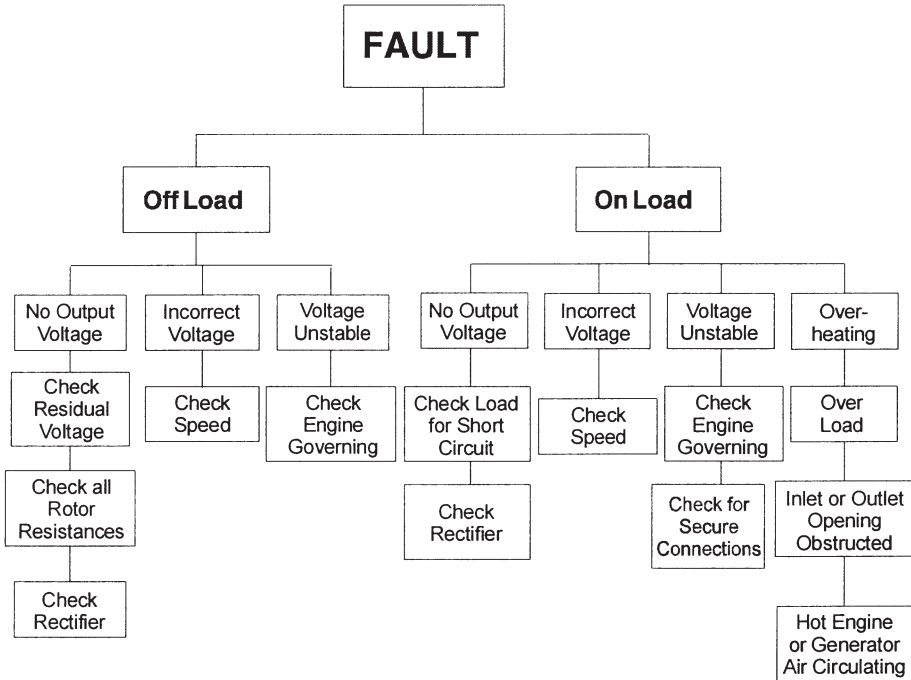 FAULT
Off Load
On Load
No Output
Voltage
Incorrect
Voltage
Voltage
Unstable
No Output
Voltage
Incorrect
Voltage
Voltage
Unstable
Over-
heating
Check
Residual
Voltage
Check
Speed
Check
Engine
Governing
Check Load
for Short
Circuit
Check
Speed
Check
Engine
Governing
Over
Load
Check all
Rotor
Resistances
Check
Rectifier
Check for
Secure
Connections
Inlet or Outlet
Opening
Obstructed
Check
Rectifier
Hot Engine
or Generator
Air Circulating